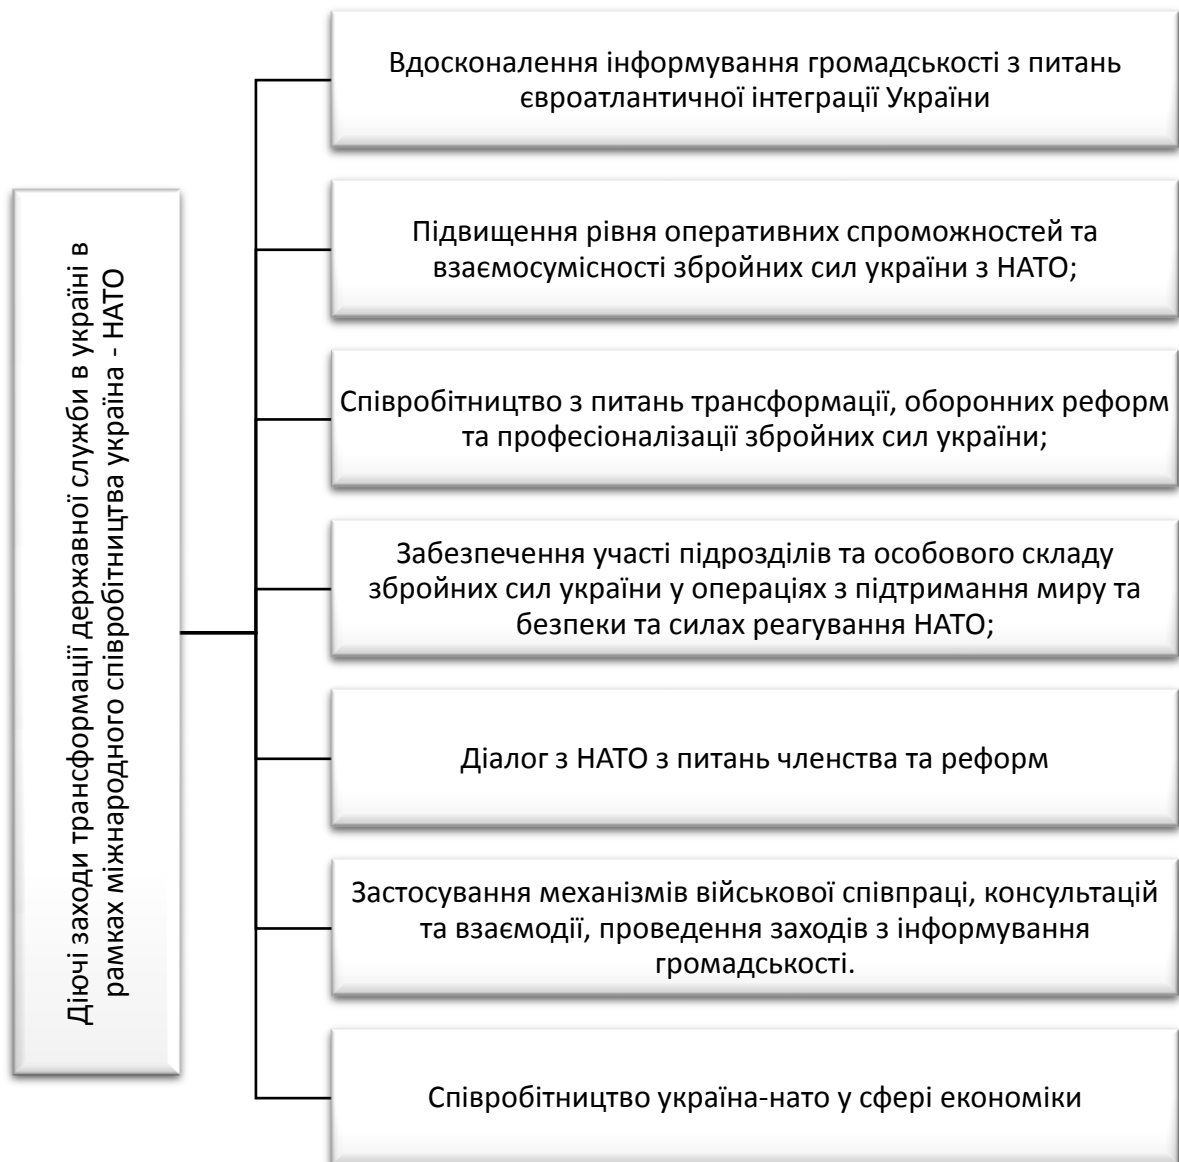 Діючі заходи трансформації державної служби в україні в
рамках міжнародного співробітництва україна - НАТО
Вдосконалення інформування громадськості з питань
євроатлантичної інтеграції України
Підвищення рівня оперативних спроможностей та
взаємосумісності збройних сил україни з НАТО;
Співробітництво з питань трансформації, оборонних реформ
та професіоналізації збройних сил україни;
Забезпечення участі підрозділів та особового складу
збройних сил україни у операціях з підтримання миру та
безпеки та силах реагування НАТО;
Діалог з НАТО з питань членства та реформ
Застосування механізмів військової співпраці, консультацій
та взаємодії, проведення заходів з інформування
громадськості.
Співробітництво україна-нато у сфері економіки